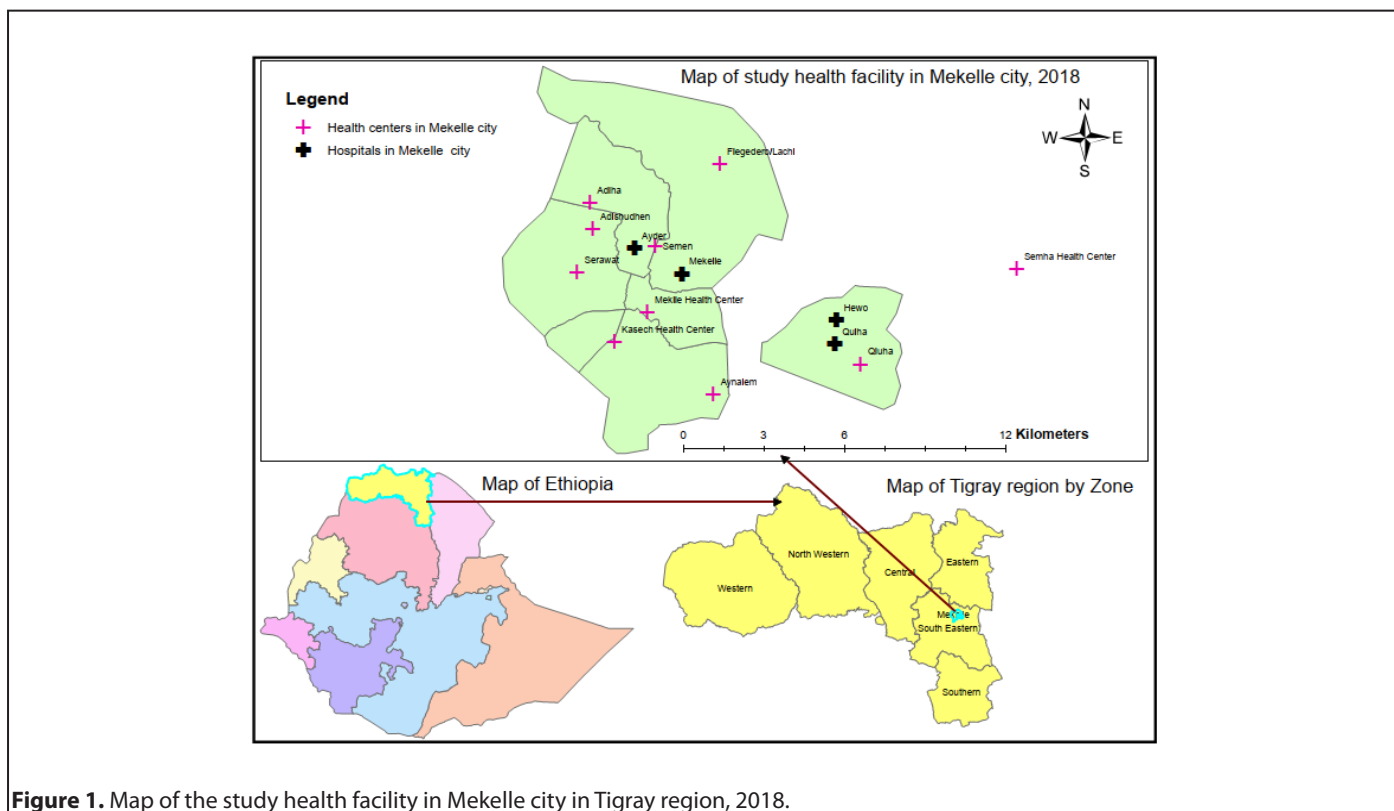 Map of study health facility in Mekelle city, 2018
Legend
Health centers in Mekelle city
Hospitals in Mekelle city
N
W E
S
Flegedero/Lachi
Adiha
Adishudhen
Ayder
Semen
Serawat
Mekelle
Semha Health Center
Meklle Health Center
Hewo
Kasech Health Center
Quiha
Qiuha
Aynalem
0 3 6 12 Kilometers
Map of Ethiopia
Map of Tigray region by Zone
North Western
Eastern
Central
Western
Mekelle
South Eastern
Southern
Figure 1. Map of the study health facility in Mekelle city in Tigray region, 2018.